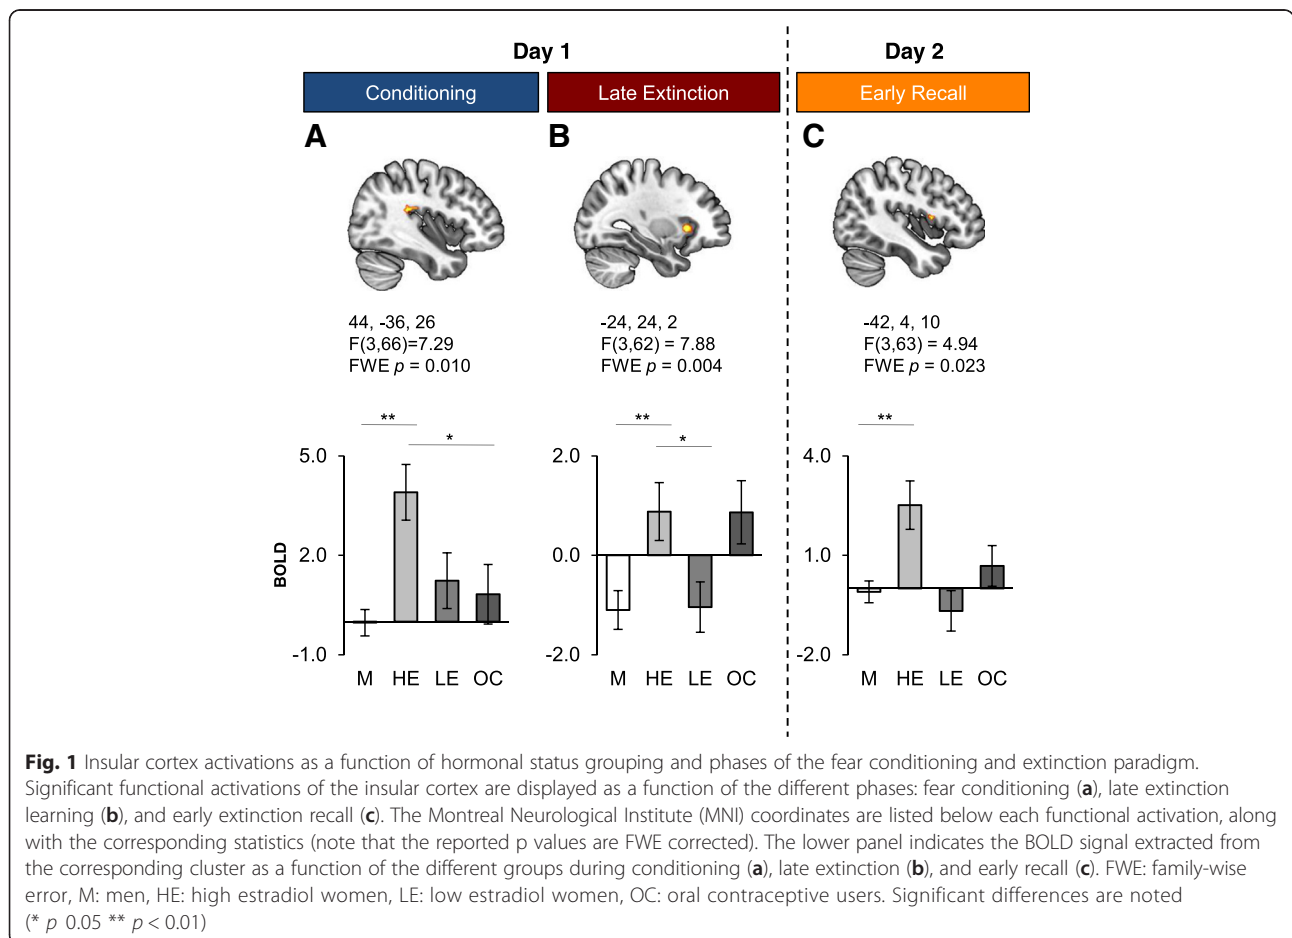 Day 1
Day 2
Conditioning
Late Extinction
Early Recall
A
B
C
44, -36, 26
F(3,66)=7.29
FWE p = 0.010
-24, 24, 2
F(3,62) = 7.88
FWE p = 0.004
-42, 4, 10
F(3,63) = 4.94
FWE p = 0.023
**
*
5.0
2.0
-1.0
BOLD
M HE LE OC
**
*
2.0
0.0
-2.0
M HE LE OC
**
4.0
1.0
-2.0
M HE LE OC
Fig. 1 Insular cortex activations as a function of hormonal status grouping and phases of the fear conditioning and extinction paradigm.
Significant functional activations of the insular cortex are displayed as a function of the different phases: fear conditioning (a), late extinction
learning (b), and early extinction recall (c). The Montreal Neurological Institute (MNI) coordinates are listed below each functional activation, along
with the corresponding statistics (note that the reported p values are FWE corrected). The lower panel indicates the BOLD signal extracted from
the corresponding cluster as a function of the different groups during conditioning (a), late extinction (b), and early recall (c). FWE: family-wise
error, M: men, HE: high estradiol women, LE: low estradiol women, OC: oral contraceptive users. Significant differences are noted
(* p 0.05 ** p < 0.01)